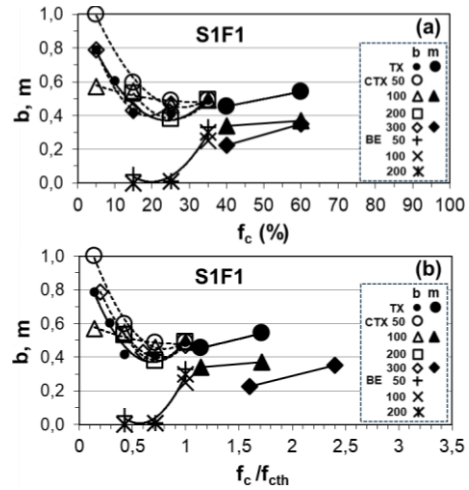 S1F1 (a)
b, m
1,0
0,8
0,6
0,4
0,2
0,0
b m
TX
CTX 50
100
200
300
BE 50
100
200
0 10 20 30 40 50 60 70 80 90 100
fc (%)
S1F1 (b)
b, m
1,0
0,8
0,6
0,4
0,2
0,0
b m
TX
CTX 50
100
200
300
BE 50
100
200
0 0,5 1 1,5 2 2,5 3 3,5
fc/fcth